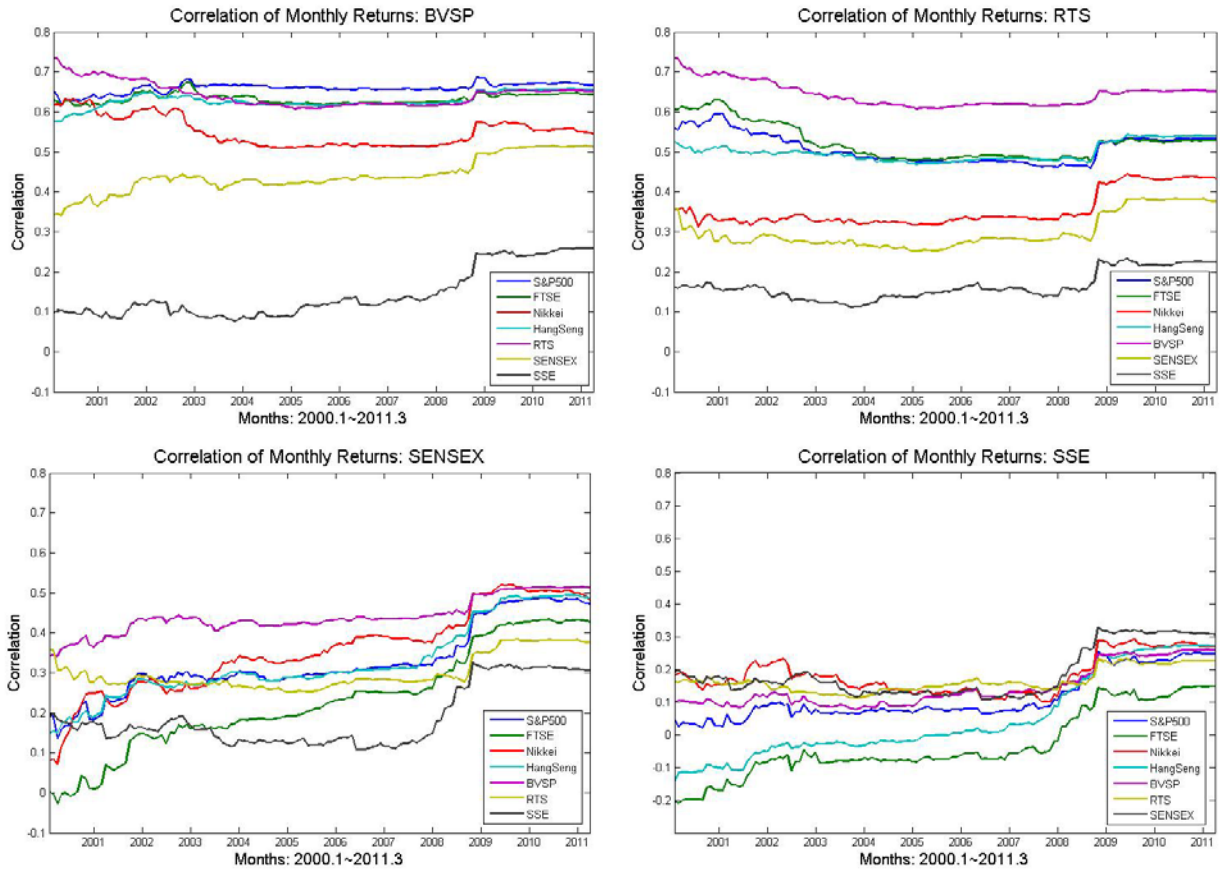 Correlation of Monthly Returns: BVSP
0.8
0.7
0.6
0.5
0.4
0.3
0.2
0.1
0
-0.1
Correlation
S&P500
FTSE
Nikkei
HangSeng
RTS
SENSEX
SSE
2001 2002 2003 2004 2005 2006 2007 2008 2009 2010 2011
Months: 2000.1~2011.3
Correlation of Monthly Returns: RTS
0.8
0.7
0.6
0.5
0.4
0.3
0.2
0.1
0
-0.1
Correlation
S&P500
FTSE
Nikkei
HangSeng
BVSP
SENSEX
SSE
2001 2002 2003 2004 2005 2006 2007 2008 2009 2010 2011
Months: 2000.1~2011.3
Correlation of Monthly Returns: SENSEX
0.8
0.7
0.6
0.5
0.4
0.3
0.2
0.1
0
-0.1
Correlation
S&P500
FTSE
Nikkei
HangSeng
BVSP
RTS
SSE
2001 2002 2003 2004 2005 2006 2007 2008 2009 2010 2011
Months: 2000.1~2011.3
Correlation of Monthly Returns: SSE
0.8
0.7
0.6
0.5
0.4
0.3
0.2
0.1
0
-0.1
-0.2
Correlation
S&P500
FTSE
Nikkei
HangSeng
BVSP
RTS
SENSEX
2001 2002 2003 2004 2005 2006 2007 2008 2009 2010 2011
Months: 2000.1~2011.3